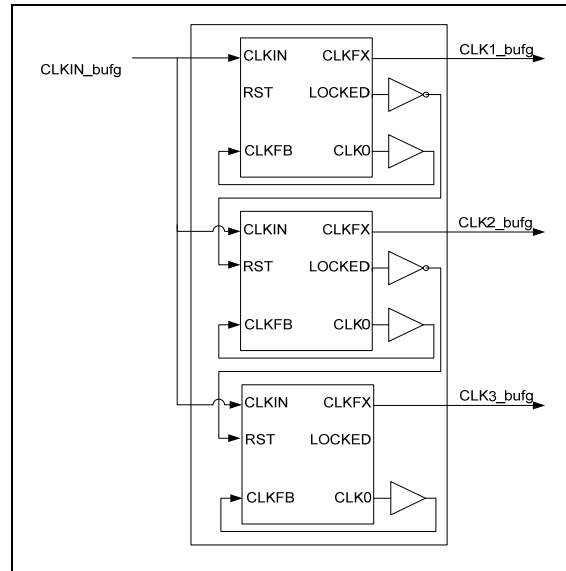 CLKIN_bufg
CLKIN CLKFX CLK1_bufg
RST LOCKED
CLKFB CLK0
CLKIN CLKFX CLK2_bufg
RST LOCKED
CLKFB CLK0
CLKIN CLKFX CLK3_bufg
RST LOCKED
CLKFB CLK0